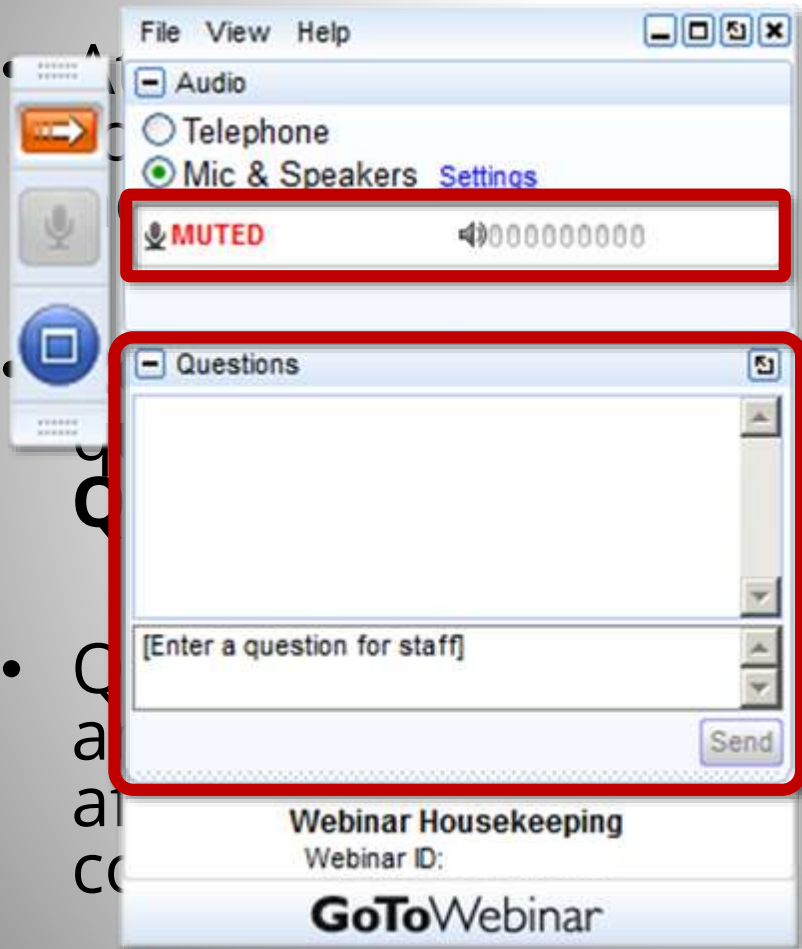 File View Help
Audio
Telephone
Mic & Speakers Settings
MUTED 000000000
Questions
[Enter a question for staff]
Send
Webinar Housekeeping
Webinar ID:
GoToWebinar